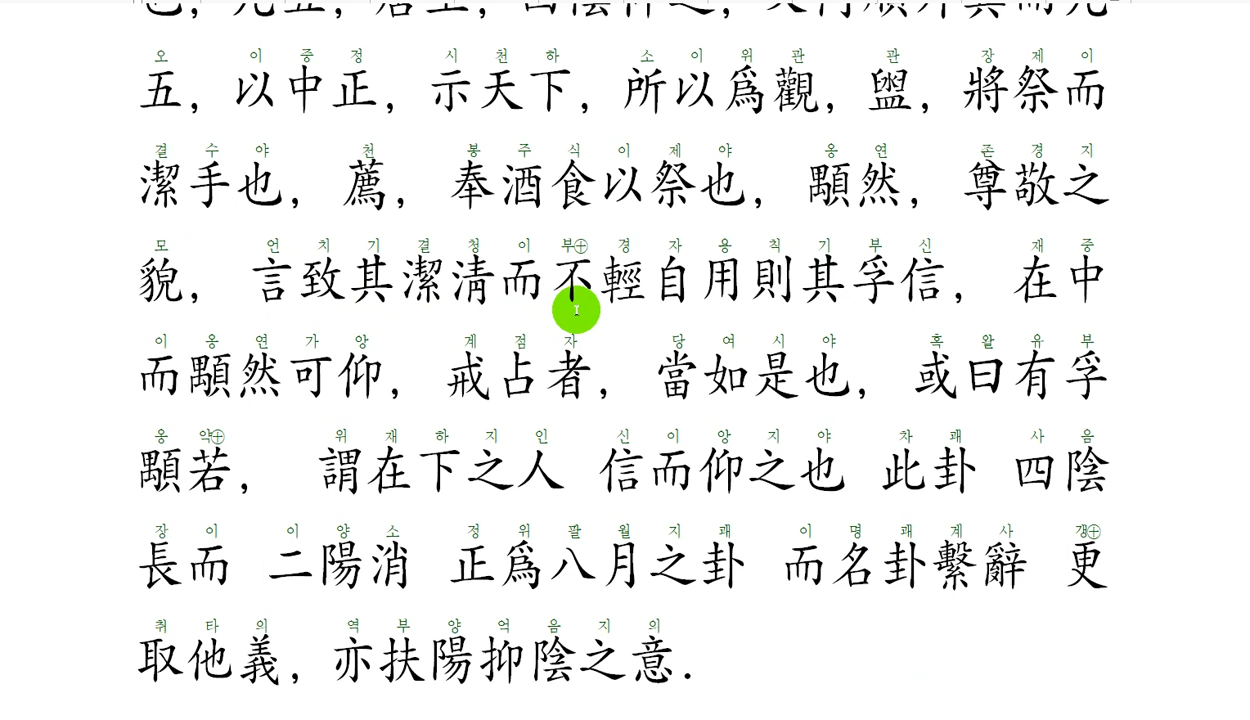 오 이 중 정 시 천 하 소 이 위 관 관 장 제 이
五, 以中正, 示天下, 所以爲觀, 盥, 將祭而
결 수 야 천 봉 주 식 이 제 야 옹 연 존 경 지
潔手也, 薦, 奉酒食以祭也, 顒然, 尊敬之
모 언 치 기 결 청 이 부㊉ 경 자 용 칙 기 부 신 재 중
貌, 言致其潔淸而不輕自用則其孚信, 在中
이 옹 연 가 앙 계 점 자 당 여 시 야 혹 왈 유 부
而顒然可仰, 戒占者, 當如是也, 或曰有孚
옹 약㊉ 위 재 하 지 인 신 이 앙 지 야 차 괘 사 음
顒若, 謂在下之人 信而仰之也 此卦 四陰
장 이 이 양 소 정 위 팔 월 지 괘 이 명 괘 계 사 갱㊉
長而 二陽消 正爲八月之卦 而名卦繫辭 更
취 타 의 역 부 양 억 음 지 의
取他義, 亦扶陽抑陰之意.